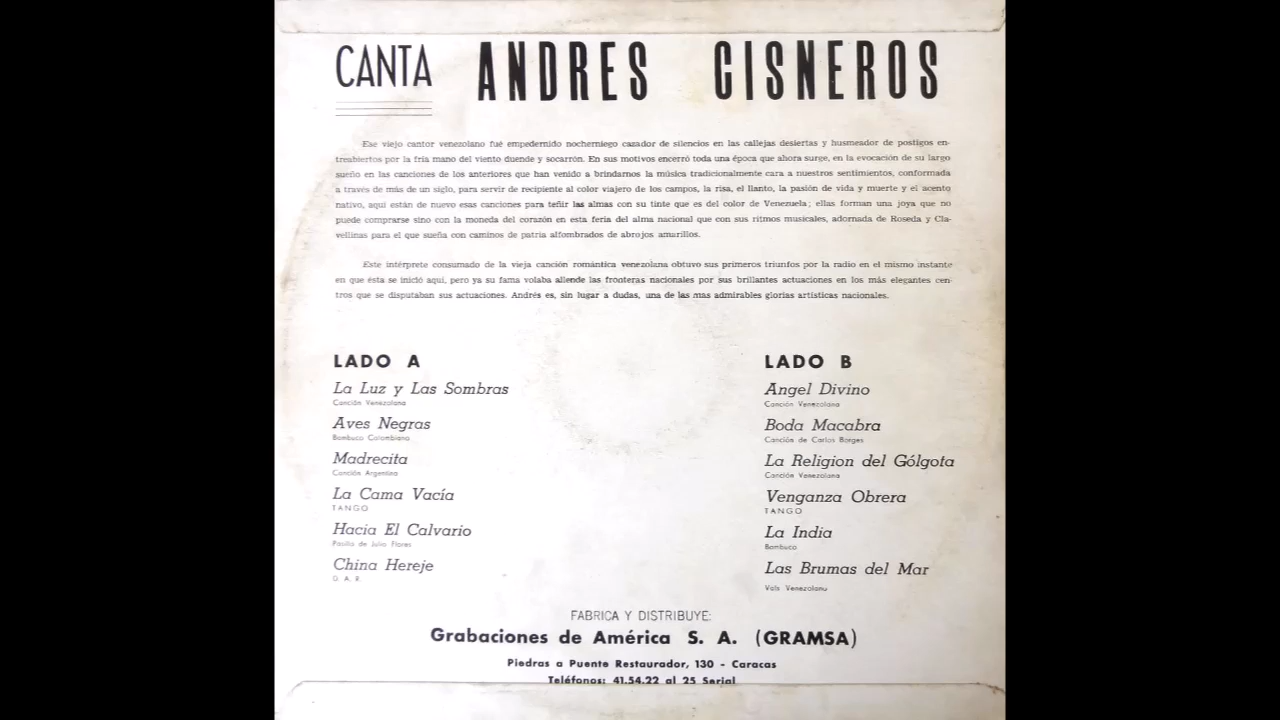 CANTA ANDRES CISNEROS
Ese viejo cantor venezolano fué empedernido nocherniego cazador de silencios en las callejas desiertas y husmeador de postigos en-
treabiertos por la fria mano del viento duende y socarrón. En sus motivos encerró toda una época que ahora surge, en la evocación de su largo
sueño en las canciones de los anteriores que han venido a brindarnos la música tradicionalmente cara a nuestros sentimientos, conformada
a través de más de un siglo, para servir de recipiente al color viajero de los campos, la risa, el llanto, la pasión de vida y muerte y el acento
nativo, aquí están de nuevo esas canciones para teñir las almas con su tinte que es del color de Venezuela; ellas forman una joya que no
puede comprarse sino con la moneda del corazón en esta feria del alma nacional que con sus ritmos musicales, adornada de Roseda y Cla-
vellinas para el que sueña con caminos de patria alfombrados de abrojos amarillos.
Este intérprete consumado de la vieja canción romántica venezolana obtuvo sus primeros triunfos por la radio en el mismo instante
en que ésta se inició aquí, pero ya su fama volaba allende las fronteras nacionales por sus brillantes actuaciones en los más elegantes cen-
tros que se disputaban sus actuaciones. Andrés es, sin lugar a dudas, una de las mas admirables glorias artísticas nacionales.
LADO A
La Luz y Las Sombras
Canción Venezolana
Aves Negras
Bambuco Colombiano
Madrecita
Canción Argentina
La Cama Vacía
TANGO
Hacia El Calvario
Pasillo de Julio Flores
China Hereje
D. A. R.
LADO B
Angel Divino
Canción Venezolana
Boda Macabra
Canción de Carlos Borges
La Religion del Gólgota
Canción Venezolana
Venganza Obrera
TANGO
La India
Bambuco
Las Brumas del Mar
Vals Venezolano
FABRICA Y DISTRIBUYE:
Grabaciones de América S. A. (GRAMSA)
Piedras a Puente Restaurador, 130 - Caracas
Teléfonos: 41.54.22 al 25 Serial